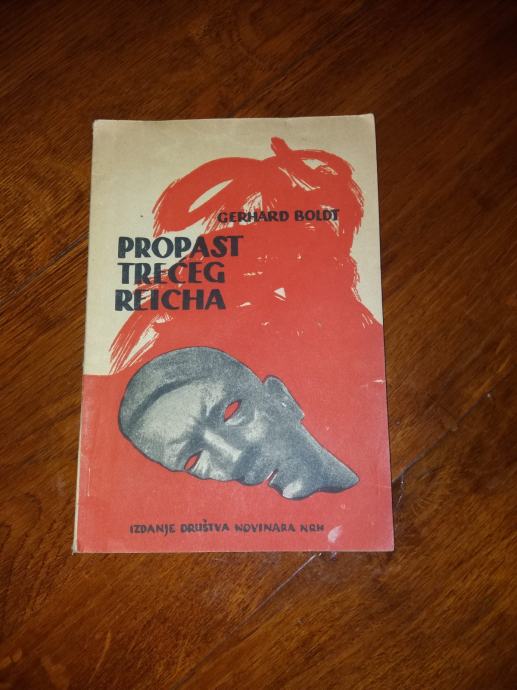 GERHARD BOLDT
PROPAST
TREĆEG
REICHA
IZDANJE DRUŠTVA NOVINARA NRH